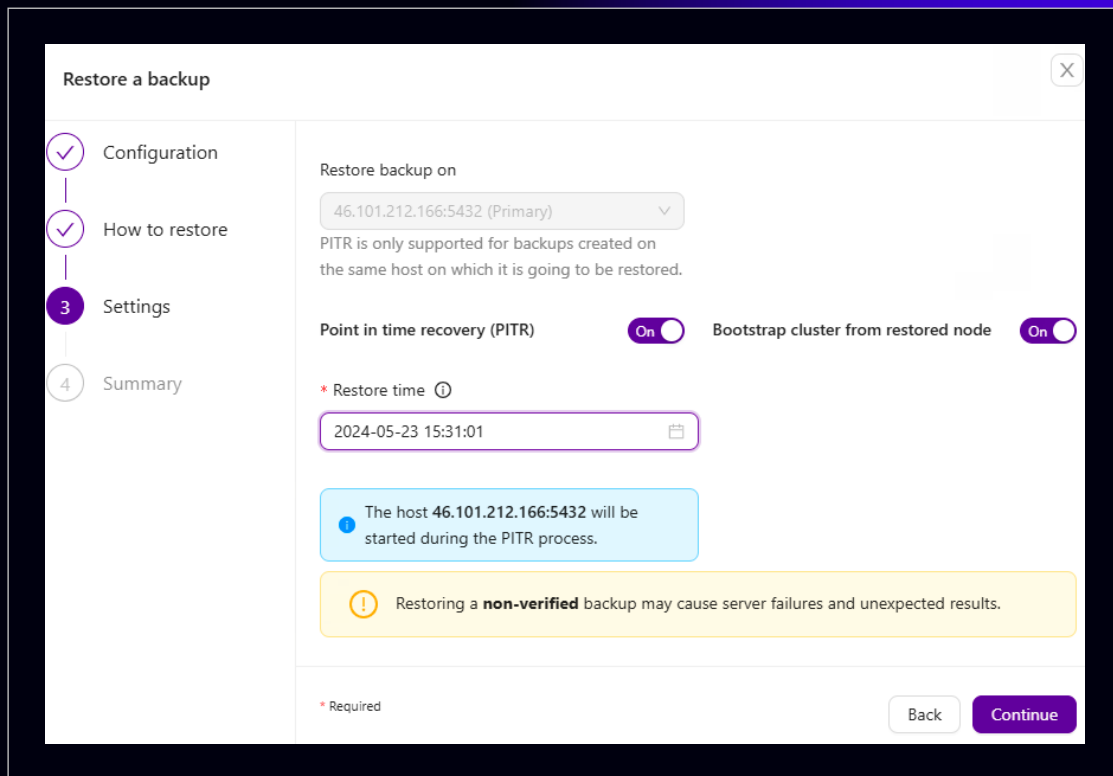 Restore a backup
Configuration
How to restore
3 Settings
4 Summary
Restore backup on
46.101.212.166:5432 (Primary)
PITR is only supported for backups created on
the same host on which it is going to be restored.
Point in time recovery (PITR) On
Bootstrap cluster from restored node On
* Restore time
2024-05-23 15:31:01
The host 46.101.212.166:5432 will be
started during the PITR process.
Restoring a non-verified backup may cause server failures and unexpected results.
* Required
Back Continue